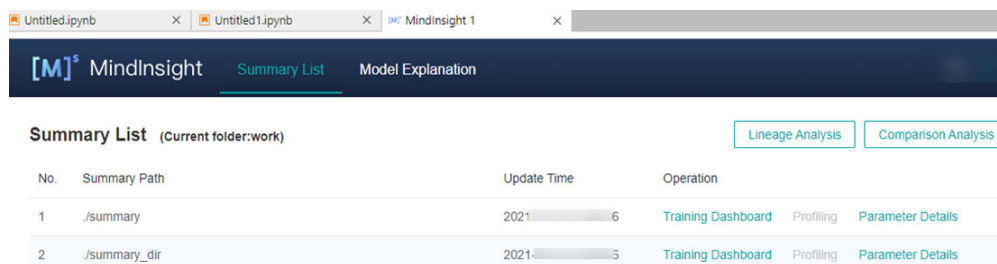 Untitled.ipynb × Untitled1.ipynb × [M]s MindInsight 1 ×
[M]s MindInsight Summary List Model Explanation
Summary List (Current folder:work) Lineage Analysis Comparison Analysis
No. Summary Path Update Time Operation
1 ./summary 2021 6 Training Dashboard Profiling Parameter Details
2 ./summary_dir 2021- 6 Training Dashboard Profiling Parameter Details